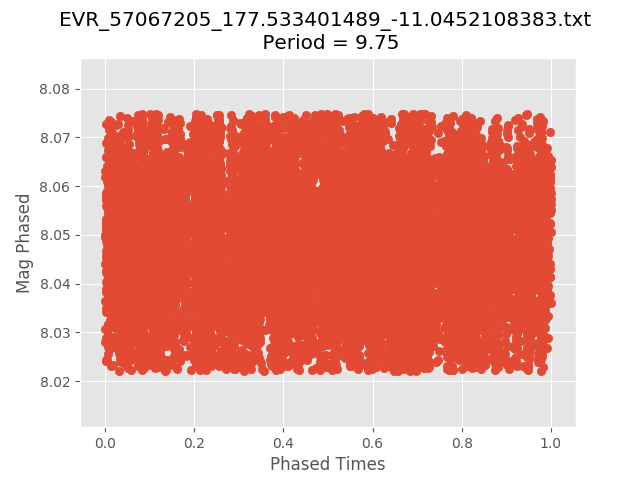 EVR_57067205_177.533401489_-11.0452108383.txt
Period = 9.75
8.08
8.07
8.06
8.05
8.04
8.03
8.02
Mag Phased
0.0 0.2 0.4 0.6 0.8 1.0
Phased Times